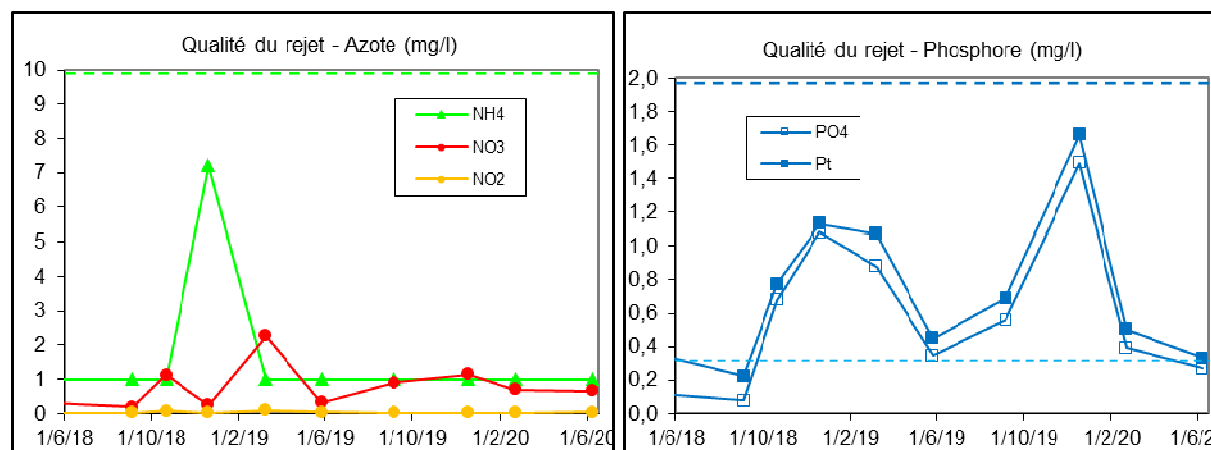 Qualité du rejet - Azote (mg/l)
10
9
8
7
6
5
4
3
2
1
0
NH4
NO3
NO2
1/6/18 1/10/18 1/2/19 1/6/19 1/10/19 1/2/20 1/6/20
Qualité du rejet - Phosphore (mg/l)
2,0
1,8
1,6
1,4
1,2
1,0
0,8
0,6
0,4
0,2
0,0
PO4
Pt
1/6/18 1/10/18 1/2/19 1/6/19 1/10/19 1/2/20 1/6/2